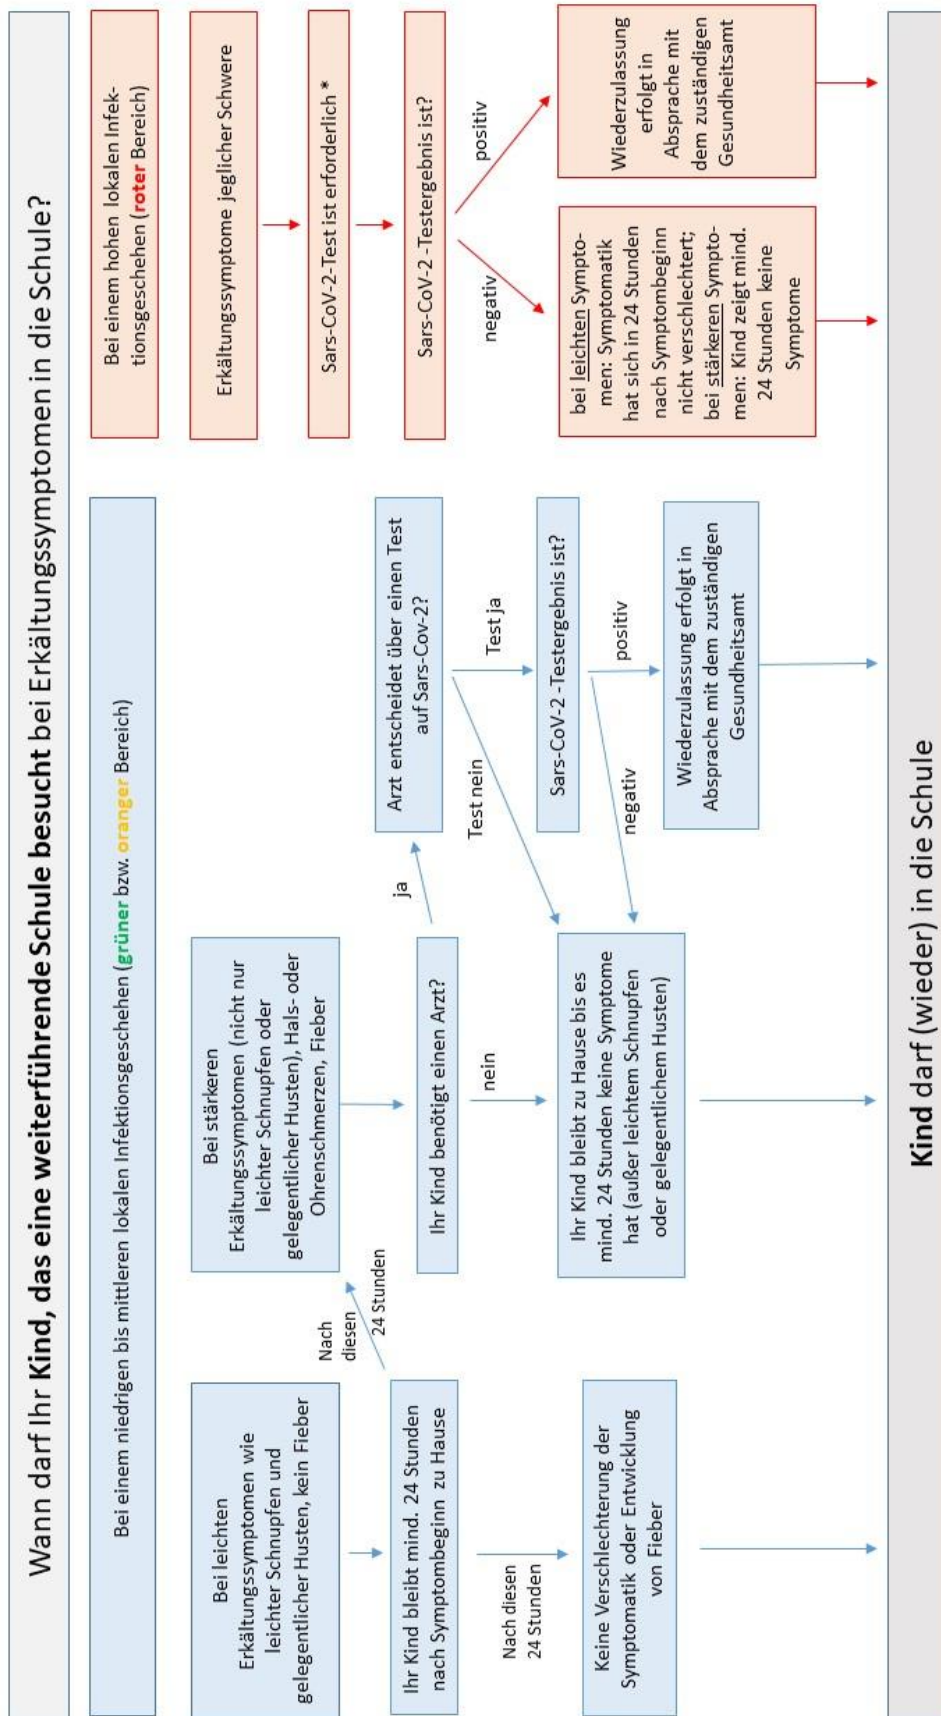 Wann darf Ihr Kind, das eine weiterführende Schule besucht bei Erkältungssymptomen in die Schule?
Bei einem niedrigen bis mittleren lokalen Infektionsgeschehen (grüner bzw. oranger Bereich)
Bei leichten
Erkältungssymptomen wie
leichter Schnupfen und
gelegentlicher Husten, kein Fieber
Ihr Kind bleibt mind. 24 Stunden
nach Symptombeginn zu Hause
Nach diesen
24 Stunden
Keine Verschlechterung der
Symptomatik oder Entwicklung
von Fieber
Nach
diesen
24 Stunden
Bei stärkeren
Erkältungssymptomen (nicht nur
leichter Schnupfen oder
gelegentlicher Husten), Hals- oder
Ohrenschmerzen, Fieber
Ihr Kind benötigt einen Arzt?
nein
ja
Ihr Kind bleibt zu Hause bis es
mind. 24 Stunden keine Symptome
hat (außer leichtem Schnupfen
oder gelegentlichem Husten)
Arzt entscheidet über einen Test
auf Sars-Cov-2?
Test nein
Test ja
Sars-CoV-2 -Testergebnis ist?
negativ
positiv
Wiederzulassung erfolgt in
Absprache mit dem zuständigen
Gesundheitsamt
Bei einem hohen lokalen Infek-
tionsgeschehen (roter Bereich)
Erkältungssymptome jeglicher Schwere
Sars-CoV-2-Test ist erforderlich *
Sars-CoV-2 -Testergebnis ist?
negativ
positiv
bei leichten Sympto-
men: Symptomatik
hat sich in 24 Stunden
nach Symptombeginn
nicht verschlechtert;
bei stärkeren Sympto-
men: Kind zeigt mind.
24 Stunden keine
Symptome
Wiederzulassung
erfolgt in
Absprache mit
dem zuständigen
Gesundheitsamt
Kind darf (wieder) in die Schule